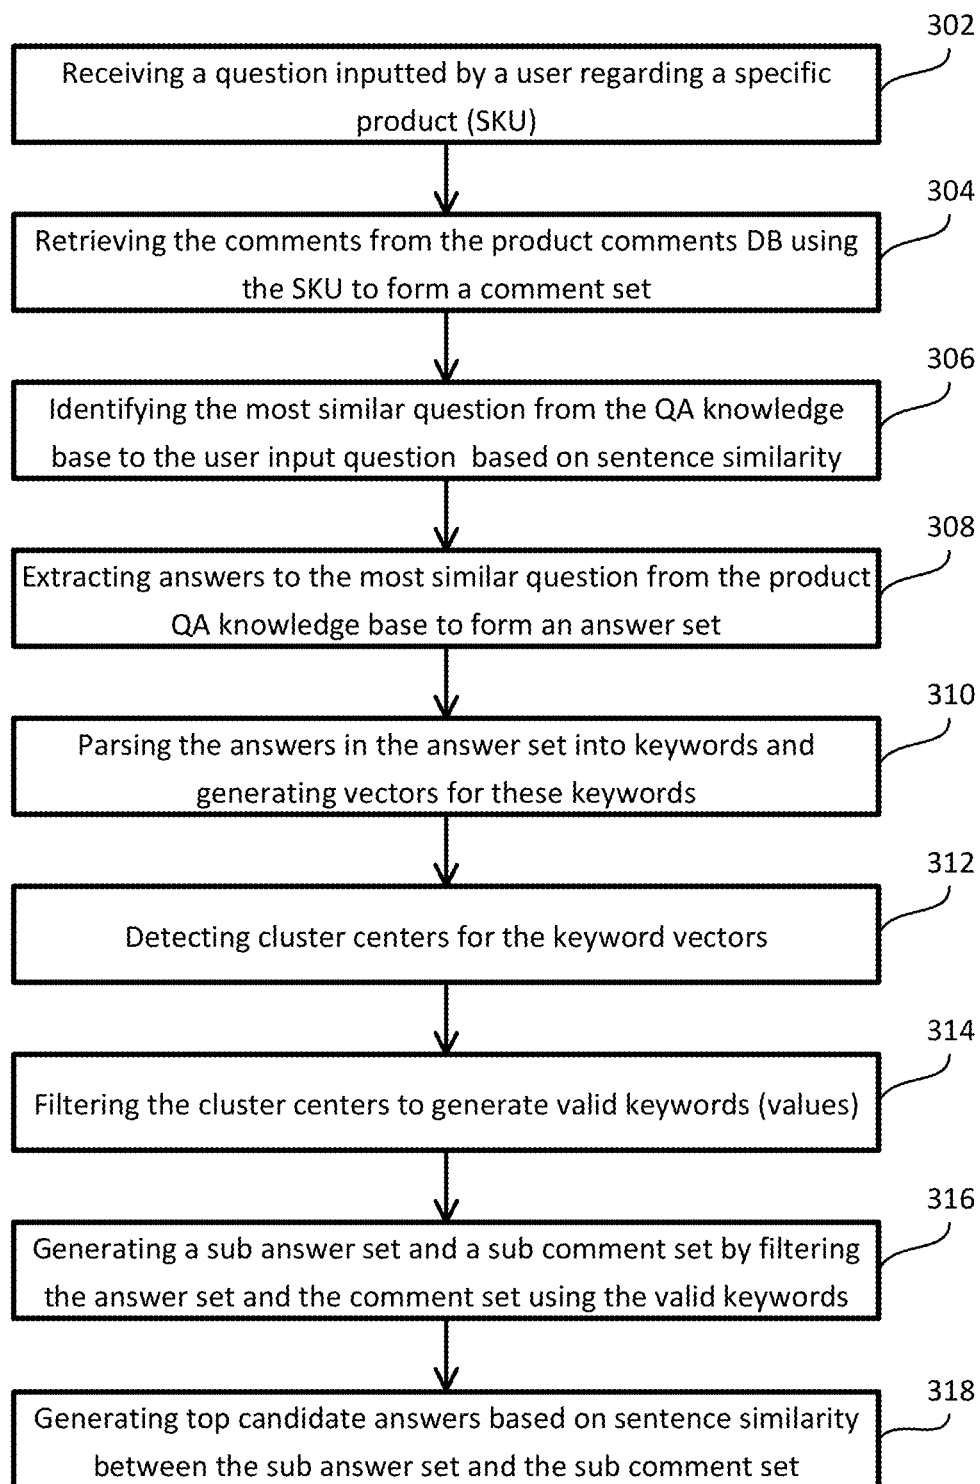 302
Receiving a question inputted by a user regarding a specific
product (SKU)
304
Retrieving the comments from the product comments DB using
the SKU to form a comment set
306
Identifying the most similar question from the QA knowledge
base to the user input question based on sentence similarity
308
Extracting answers to the most similar question from the product
QA knowledge base to form an answer set
310
Parsing the answers in the answer set into keywords and
generating vectors for these keywords
312
Detecting cluster centers for the keyword vectors
314
Filtering the cluster centers to generate valid keywords (values)
316
Generating a sub answer set and a sub comment set by filtering
the answer set and the comment set using the valid keywords
318
Generating top candidate answers based on sentence similarity
between the sub answer set and the sub comment set